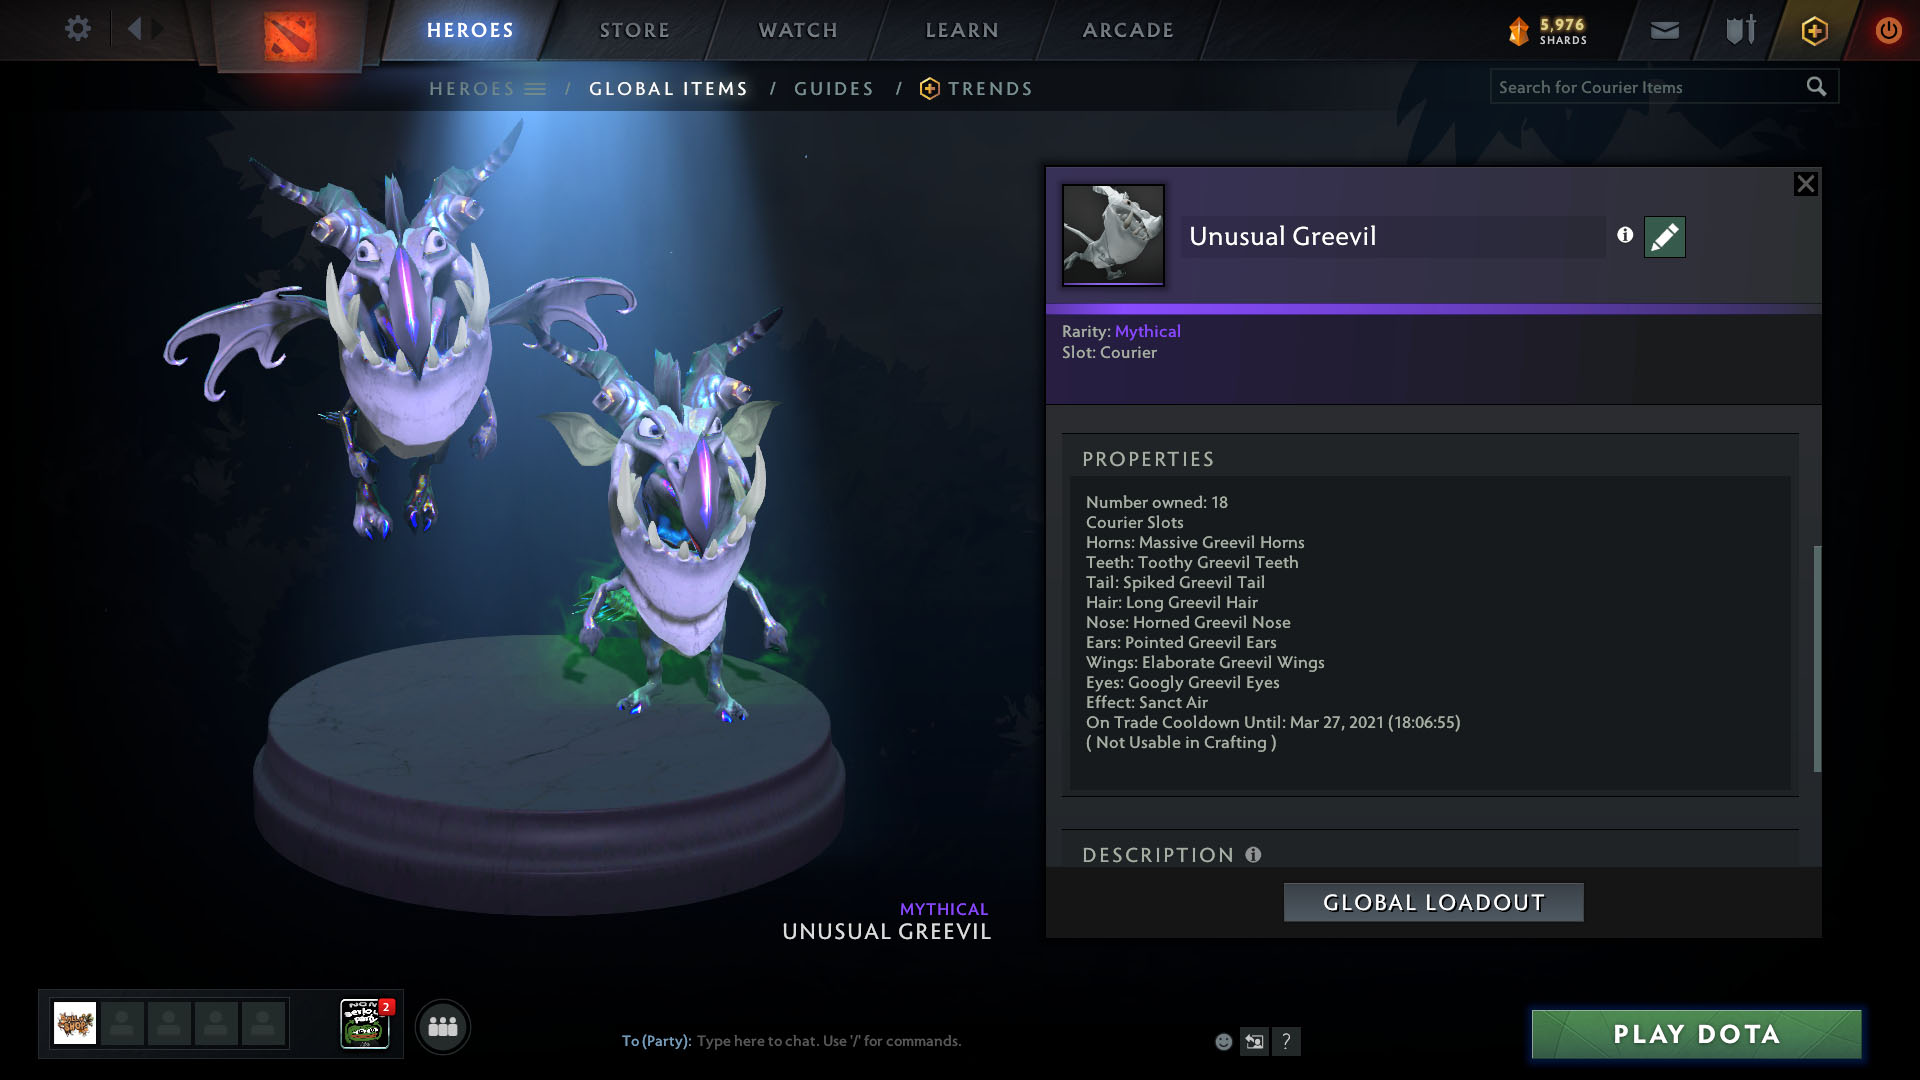 HEROES
STORE
WATCH
LEARN
ARCADE
5,976
SHARDS
HEROES / GLOBAL ITEMS / GUIDES / TRENDS
Search for Courier Items
Unusual Greevil
Rarity: Mythical
Slot: Courier
PROPERTIES
Number owned: 18
Courier Slots
Horns: Massive Greevil Horns
Teeth: Toothy Greevil Teeth
Tail: Spiked Greevil Tail
Hair: Long Greevil Hair
Nose: Horned Greevil Nose
Ears: Pointed Greevil Ears
Wings: Elaborate Greevil Wings
Eyes: Googly Greevil Eyes
Effect: Sanct Air
On Trade Cooldown Until: Mar 27, 2021 (18:06:55)
( Not Usable in Crafting )
DESCRIPTION
GLOBAL LOADOUT
MYTHICAL
UNUSUAL GREEVIL
2
To (Party): Type here to chat. Use '/' for commands.
?
PLAY DOTA